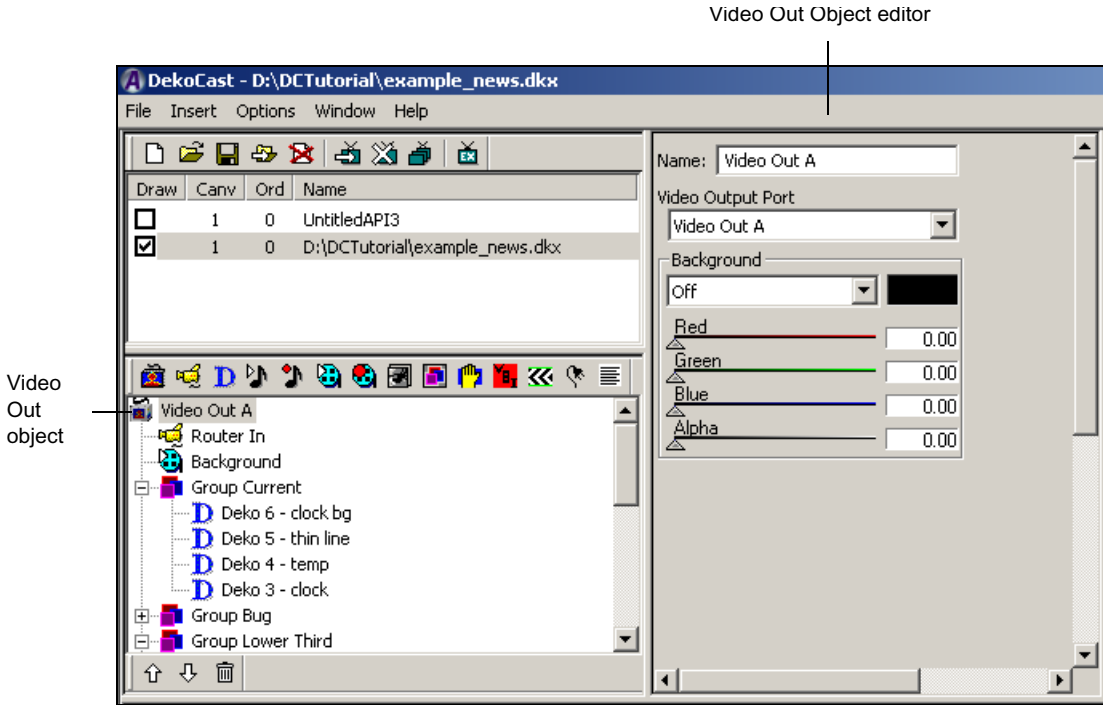 Video Out Object editor
DekoCast - D:\DCTutorial\example_news.dkx
File Insert Options Window Help
EX
Draw Canv Ord Name
1 0 UntitledAPI3
1 0 D:\DCTutorial\example_news.dkx
Name: Video Out A
Video Output Port
Video Out A
Background
Off
Red 0.00
Green 0.00
Blue 0.00
Alpha 0.00
Video
Out
object
Video Out A
Router In
Background
Group Current
D Deko 6 - clock bg
D Deko 5 - thin line
D Deko 4 - temp
D Deko 3 - clock
Group Bug
Group Lower Third